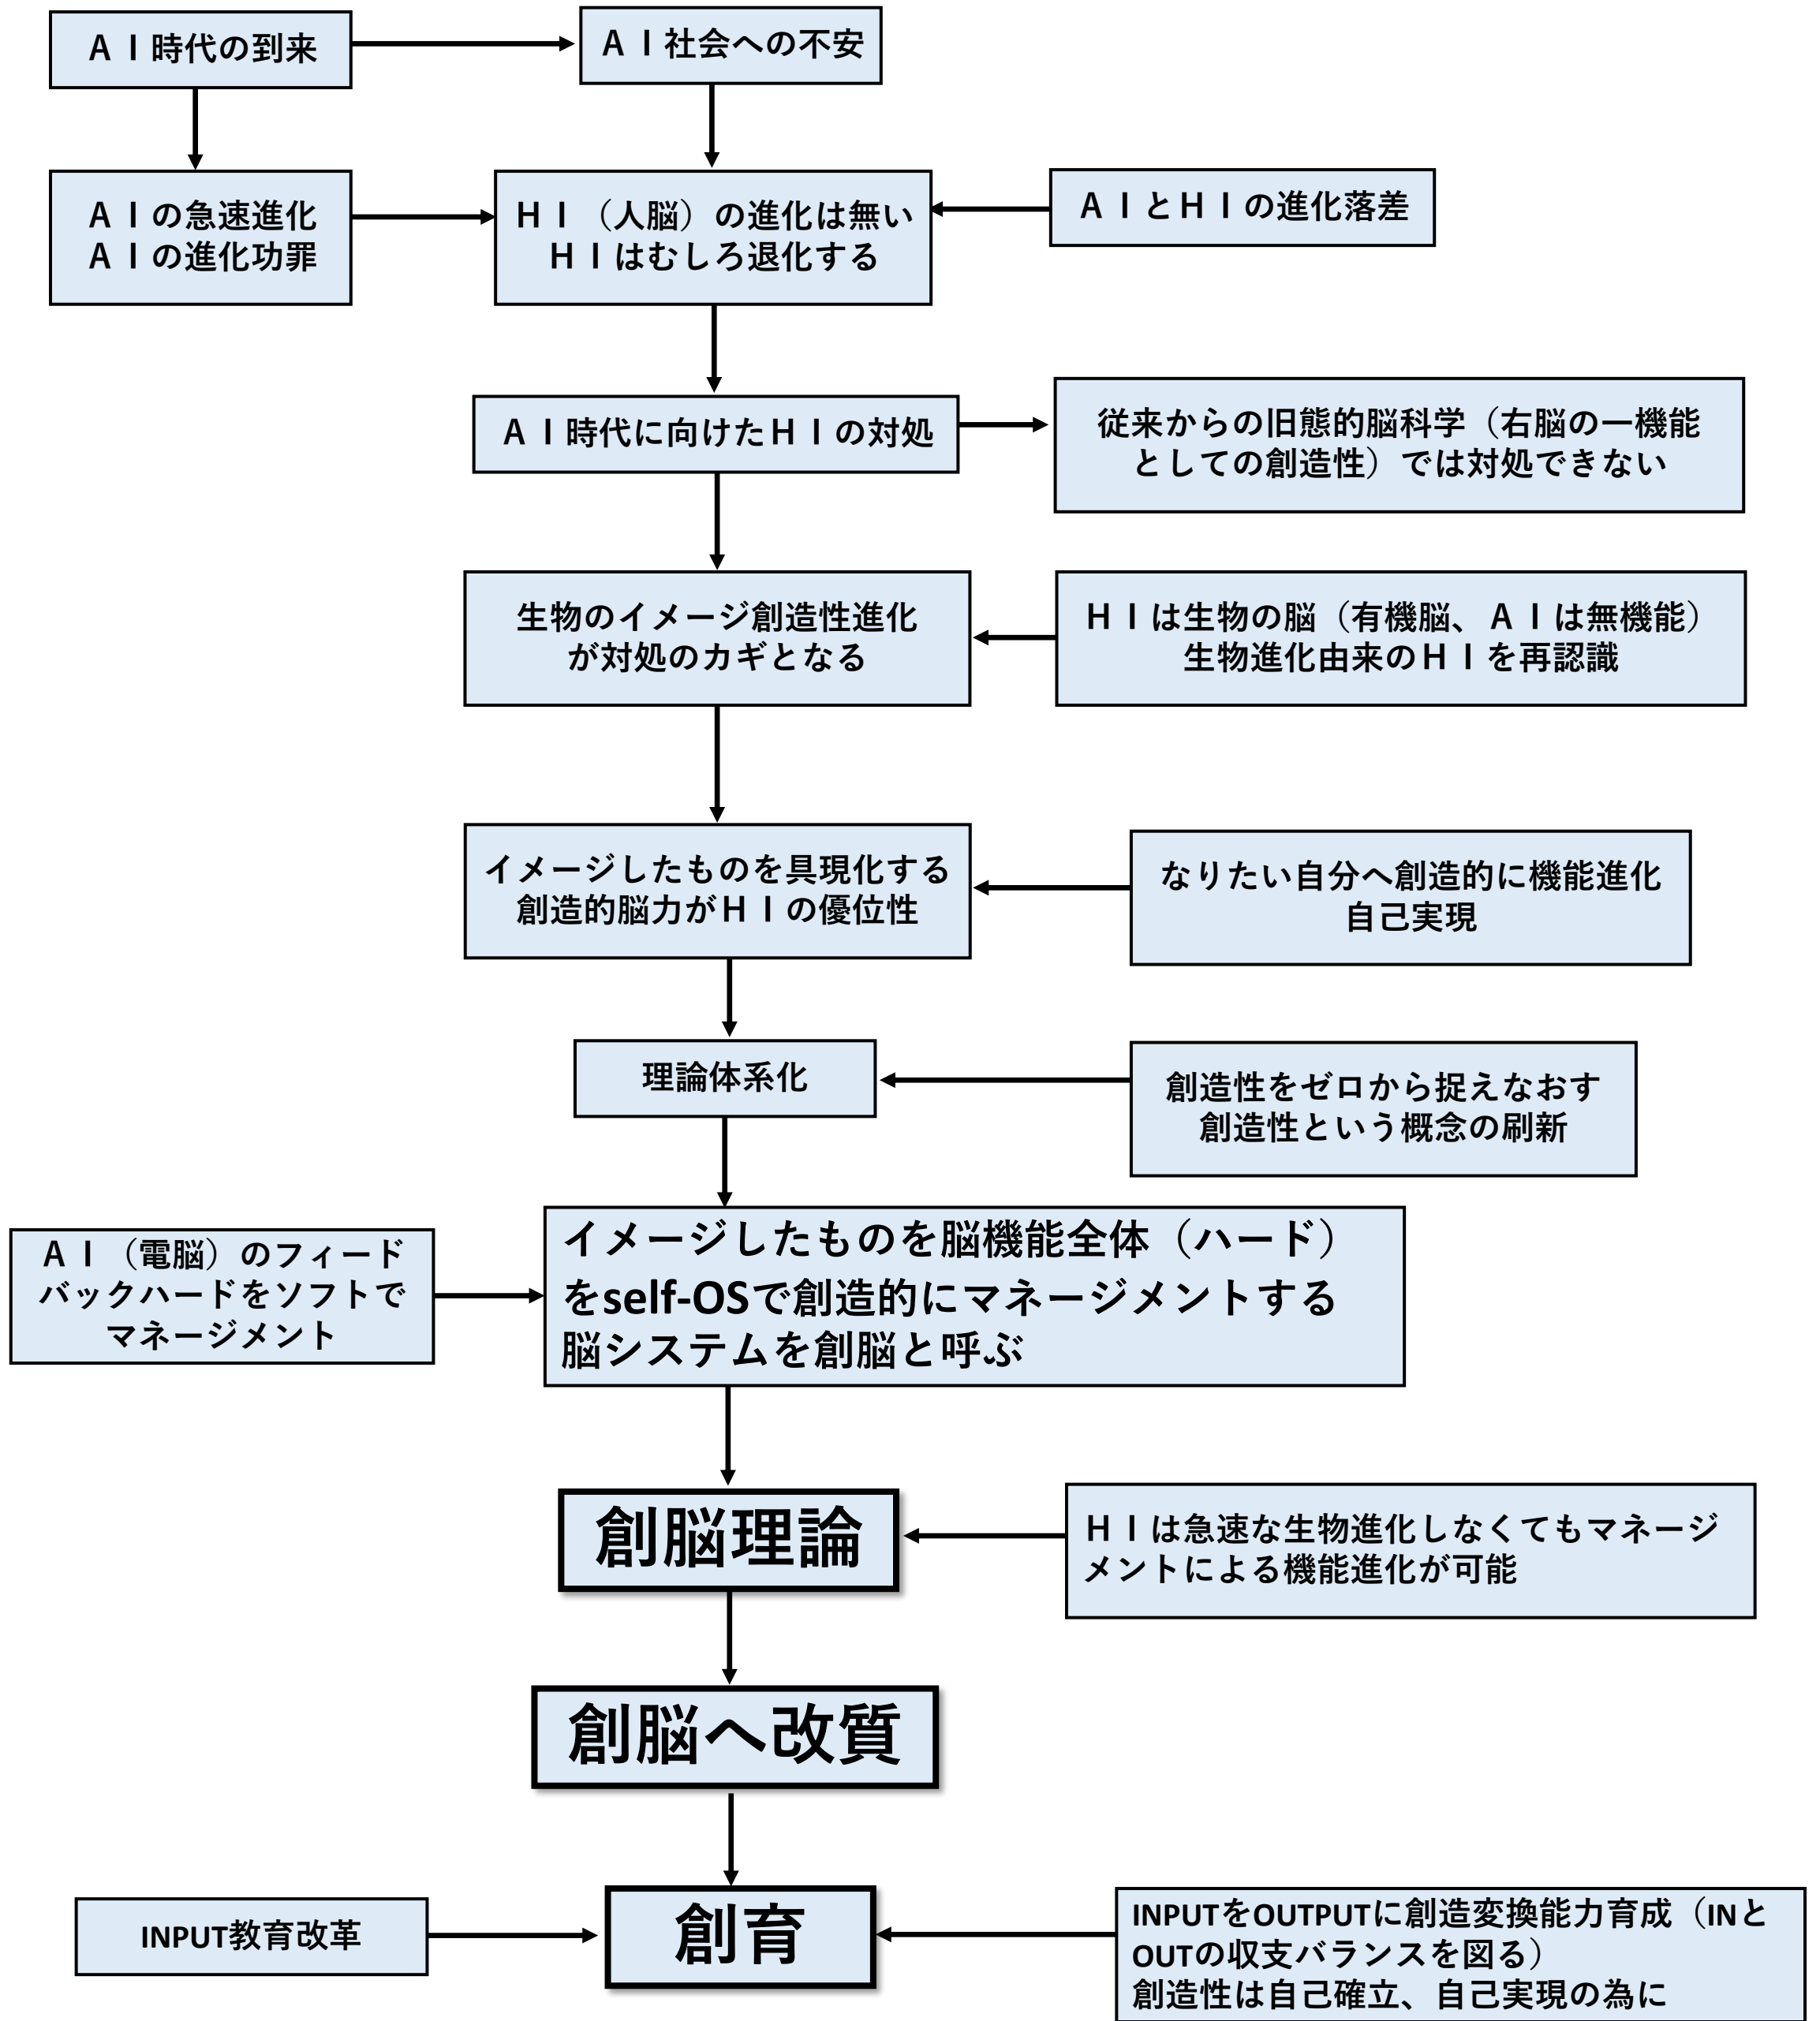 ＡＩ時代の到来
ＡＩ社会への不安
ＡＩの急速進化
ＡＩの進化功罪
ＨＩ（人脳）の進化は無い
ＨＩはむしろ退化する
ＡＩとＨＩの進化落差
ＡＩ時代に向けたＨＩの対処
従来からの旧態的脳科学（右脳の一機能
としての創造性）では対処できない
生物のイメージ創造性進化
が対処のカギとなる
ＨＩは生物の脳（有機脳、ＡＩは無機能）
生物進化由来のＨＩを再認識
イメージしたものを具現化する
創造的脳力がＨＩの優位性
なりたい自分へ創造的に機能進化
自己実現
理論体系化
創造性をゼロから捉えなおす
創造性という概念の刷新
ＡＩ（電脳）のフィード
バックハードをソフトで
マネージメント
イメージしたものを脳機能全体（ハード）
をself-OSで創造的にマネージメントする
脳システムを創脳と呼ぶ
創脳理論
ＨＩは急速な生物進化しなくてもマネージ
メントによる機能進化が可能
創脳へ改質
INPUT教育改革
創育
INPUTをOUTPUTに創造変換能力育成（INと
OUTの収支バランスを図る）
創造性は自己確立、自己実現の為に